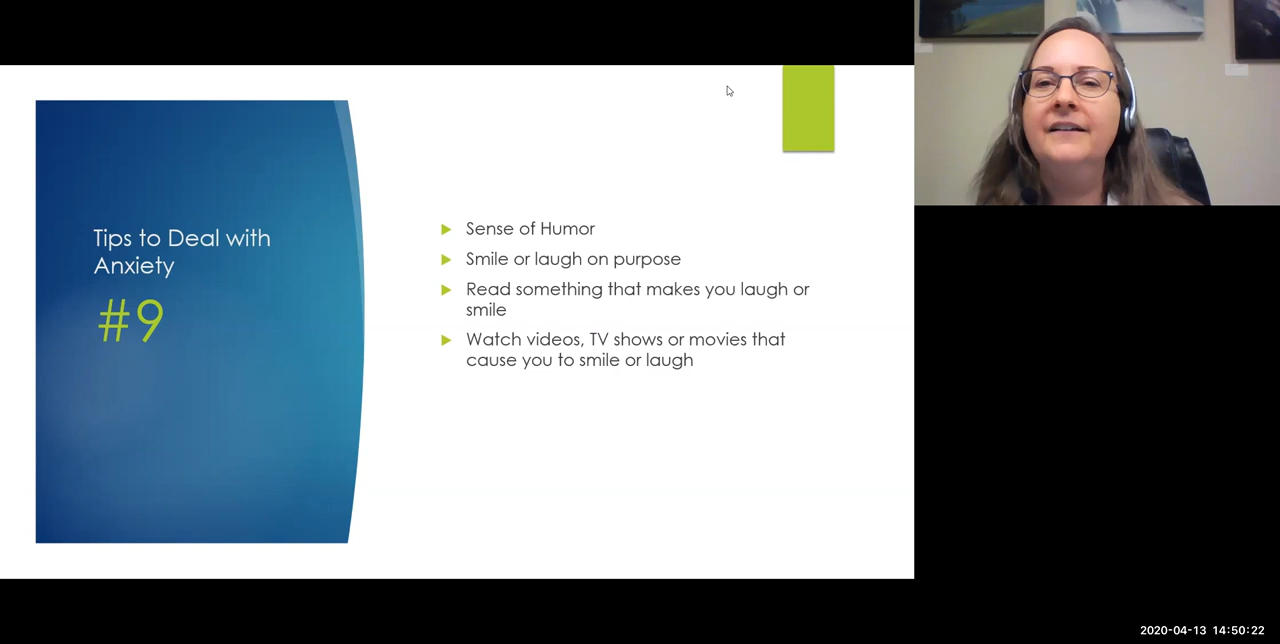 Tips to Deal with
Anxiety
#9
Sense of Humor
Smile or laugh on purpose
Read something that makes you laugh or
smile
Watch videos, TV shows or movies that
cause you to smile or laugh
2020-04-13 14:50:22